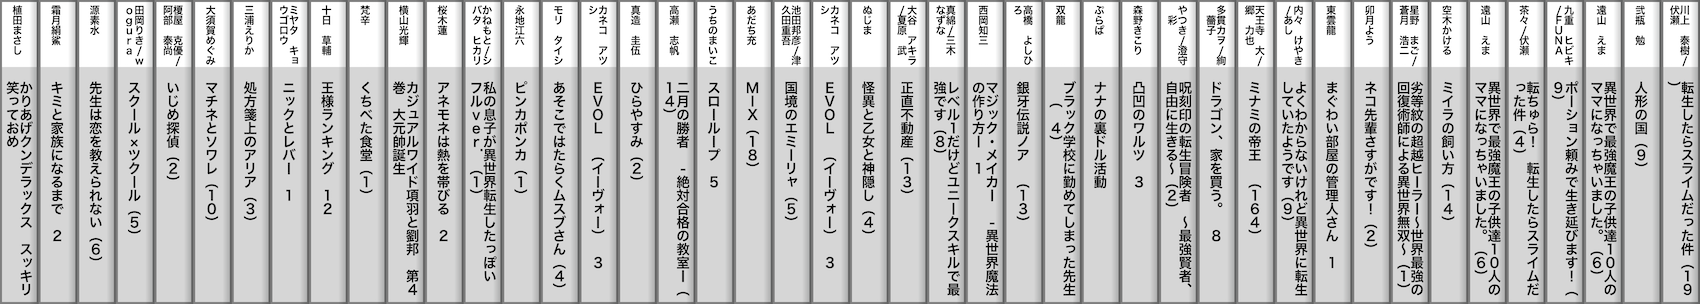 川上 泰樹/
伏瀬
転生したらスライムだった件(19
)
弐瓶 勉
人形の国(9)
遠山 えま
異世界で最強魔王の子供達10人の
ママになっちゃいました。(6)
九重 ヒビキ
/FUNA
ポーション頼みで生き延びます!(
9)
茶々/伏瀬
転ちゅら! 転生したらスライムだ
った件(4)
遠山 えま
異世界で最強魔王の子供達10人の
ママになっちゃいました。(6)
空木かける
ミイラの飼い方(14)
星野 まご/
蒼月 浩二
劣等紋の超越ヒーラー~世界最強の
回復術師による異世界無双~(1)
卯月よう
ネコ先輩さすがです!(2)
東雲龍
まぐわい部屋の管理人さん 1
内々 けやき
/あし
よくわからないけれど異世界に転生
していたようです(9)
天王寺 大/
郷 力也
ミナミの帝王 (164)
多貫カヲ/絢
薔子
ドラゴン、家を買う。 8
やつき/澄守
彩
呪刻印の転生冒険者 ~最強賢者、
自由に生きる~(2)
森野きこり
凸凹のワルツ 3
ぷらぱ
ナナの裏ドル活動
双龍
ブラック学校に勤めてしまった先生
(4)
高橋 よしひ
ろ
銀牙伝説ノア (13)
西岡知三
マジック・メイカー -異世界魔法
の作り方ー 1
真綿/三木
なずな
レベル1だけどユニークスキルで最
強です(8)
大谷 アキラ
/夏原 武
正直不動産(13)
ぬじま
怪異と乙女と神隠し(4)
カネコ アツ
シ
EVOL (イーヴォー) 3
池田邦彦/津
久田重吾
国境のエミーリャ(5)
あだち充
MIX(18)
うちのまいこ
スローループ 5
高瀬 志帆
二月の勝者 -絶対合格の教室ー(
14)
真造 圭伍
ひらやすみ(2)
カネコ アツ
シ
EVOL (イーヴォー) 3
モリ タイシ
あそこではたらくムスブさん(4)
永地江六
ピンカポンカ(1)
かねもと/シ
バタ ヒカリ
私の息子が異世界転生したっぽい
フルver.(1)
桜木蓮
アネモネは熱を帯びる 2
横山光輝
カジュアルワイド項羽と劉邦 第4
巻 大元帥誕生
梵辛
くちべた食堂(1)
十日 草輔
王様ランキング 12
ミヤタ キョ
ウゴロウ
ニックとレバー 1
三浦えりか
処方箋上のアリア(3)
大須賀めぐみ
マチネとソワレ(10)
榎屋 克優/
阿部 泰尚
いじめ探偵(2)
田岡りき/w
ogura
スクール×ツクール(5)
源素水
先生は恋を教えられない(6)
霜月絹鯊
キミと家族になるまで 2
植田まさし
かりあげクンデラックス スッキリ
笑っておめ